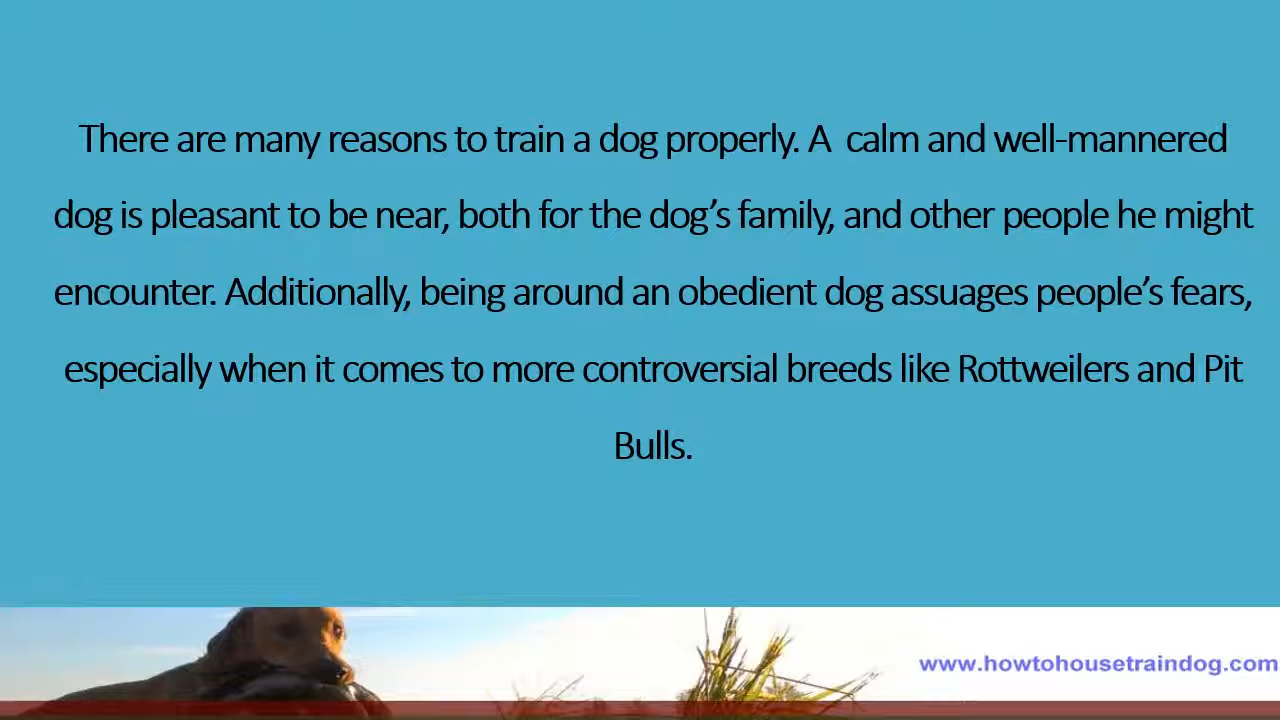 There are many reasons to train a dog properly. A  calm and well-mannered
dog is pleasant to be near, both for the dog’s family, and other people he might
encounter. Additionally, being around an obedient dog assuages people’s fears,
especially when it comes to more controversial breeds like Rottweilers and Pit
Bulls.
www.howtohousetraindog.com